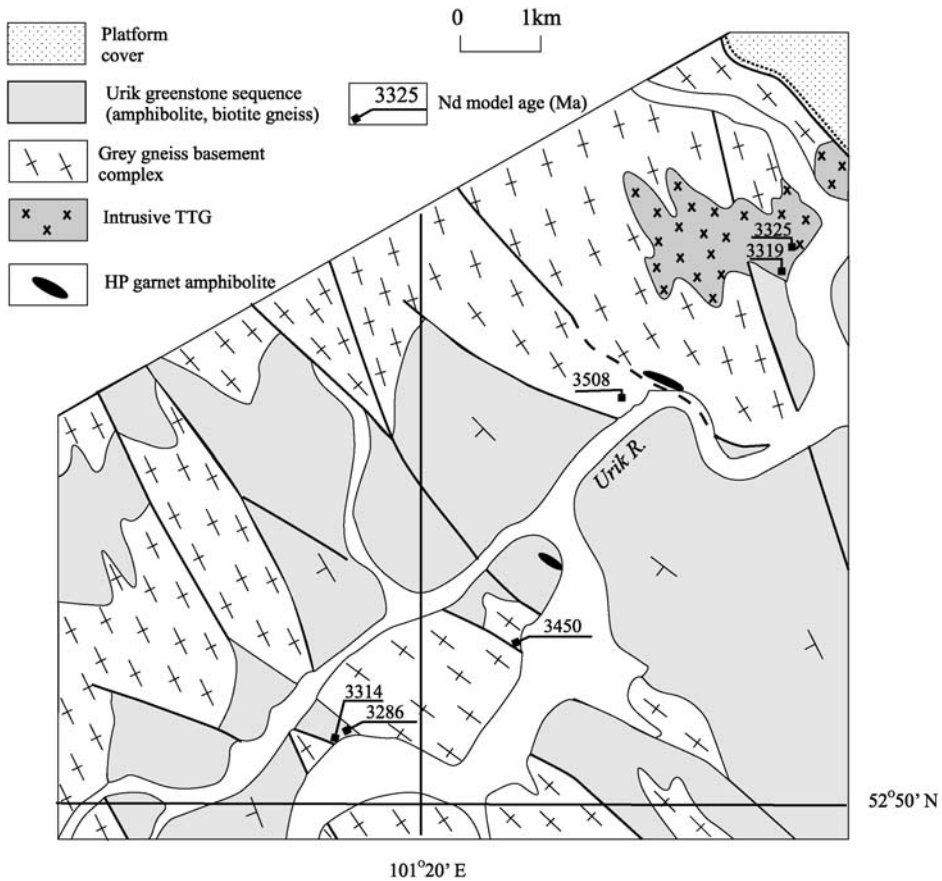 Platform
cover
Urik greenstone sequence
(amphibolite, biotite gneiss)
Grey gneiss basement
complex
Intrusive TTG
HP garnet amphibolite
0 1km
3325 Nd model age (Ma)
3325
3319
3508
Urik R.
3450
3314
3286
52°50' N
101°20' E